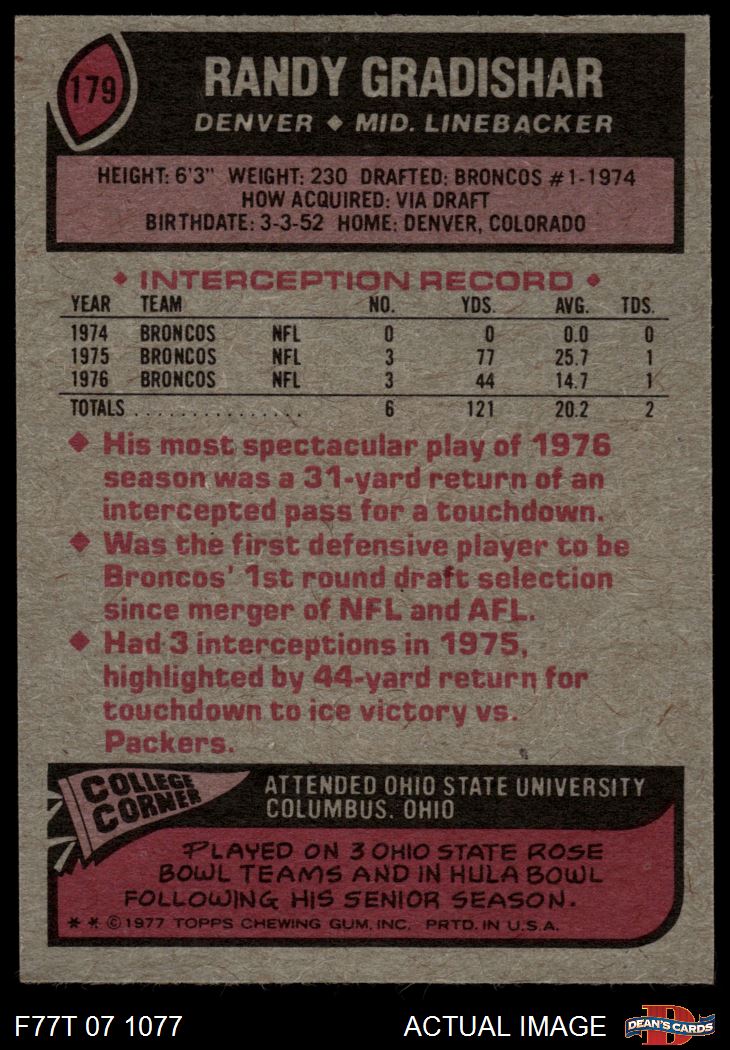 179
RANDY GRADISHAR
DENVER ◆ MID. LINEBACKER
HEIGHT: 6'3" WEIGHT: 230 DRAFTED: BRONCOS #1-1974
HOW ACQUIRED: VIA DRAFT
BIRTHDATE: 3-3-52 HOME: DENVER, COLORADO
◆ INTERCEPTION RECORD ◆
YEAR TEAM NO. YDS. AVG. TDS.
1974 BRONCOS NFL 0 0 0.0 0
1975 BRONCOS NFL 3 77 25.7 1
1976 BRONCOS NFL 3 44 14.7 1
TOTALS . . . . . . . . . . . . . . . 6 121 20.2 2
◆ His most spectacular play of 1976
season was a 31-yard return of an
intercepted pass for a touchdown.
◆ Was the first defensive player to be
Broncos' 1st round draft selection
since merger of NFL and AFL.
◆ Had 3 interceptions in 1975,
highlighted by 44-yard return for
touchdown to ice victory vs.
Packers.
COLLEGE
CORNER
ATTENDED OHIO STATE UNIVERSITY
COLUMBUS, OHIO
PLAYED ON 3 OHIO STATE ROSE
BOWL TEAMS AND IN HULA BOWL
FOLLOWING HIS SENIOR SEASON.
* * © 1977 TOPPS CHEWING GUM, INC. PRTD. IN U.S.A.
F77T 07 1077
ACTUAL IMAGE
D
DEAN'S CARDS